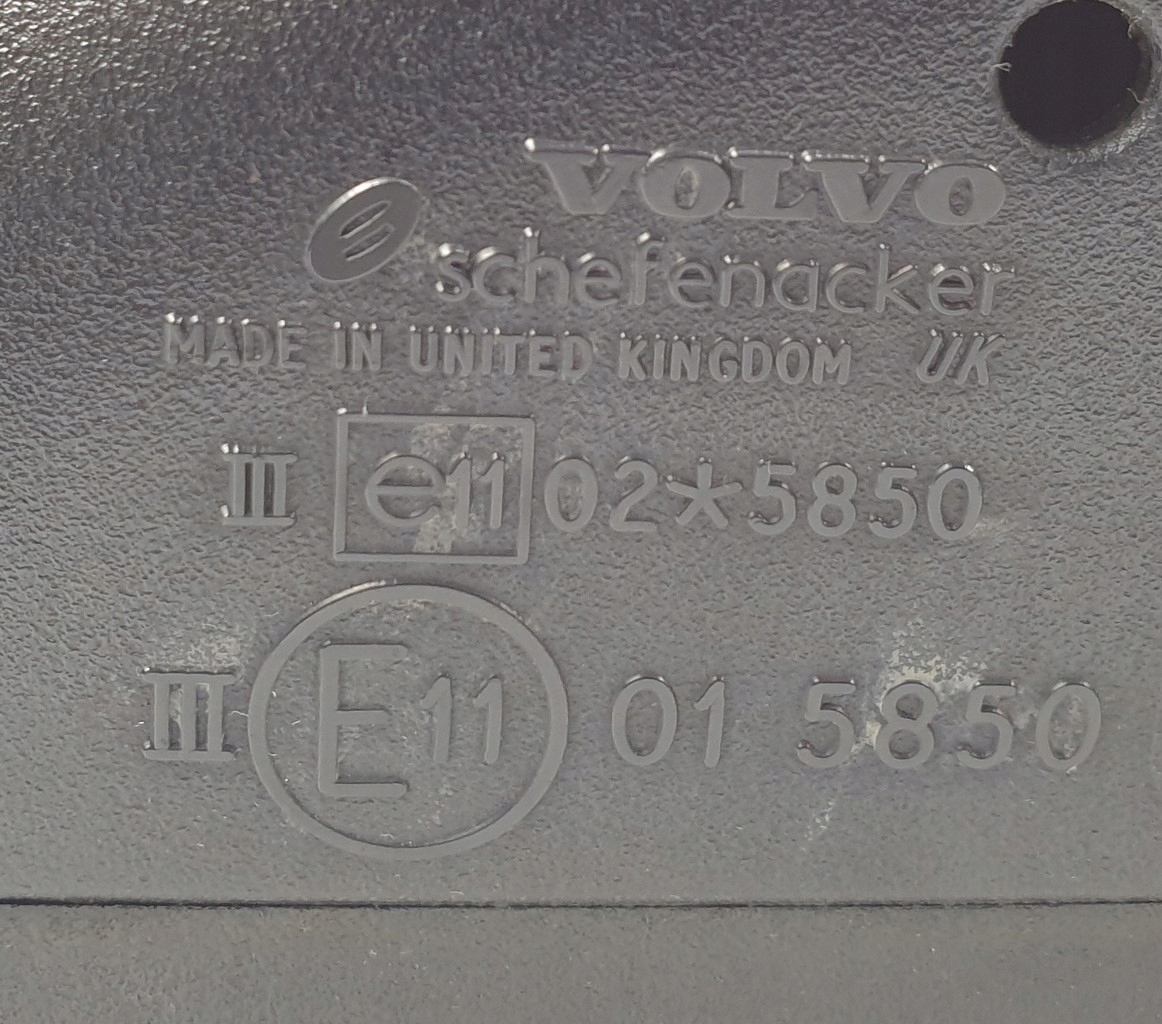 VOLVO
schefenacker
MADE IN UNITED KINGDOM UK
III e11 02*5850
III E11 01 5850